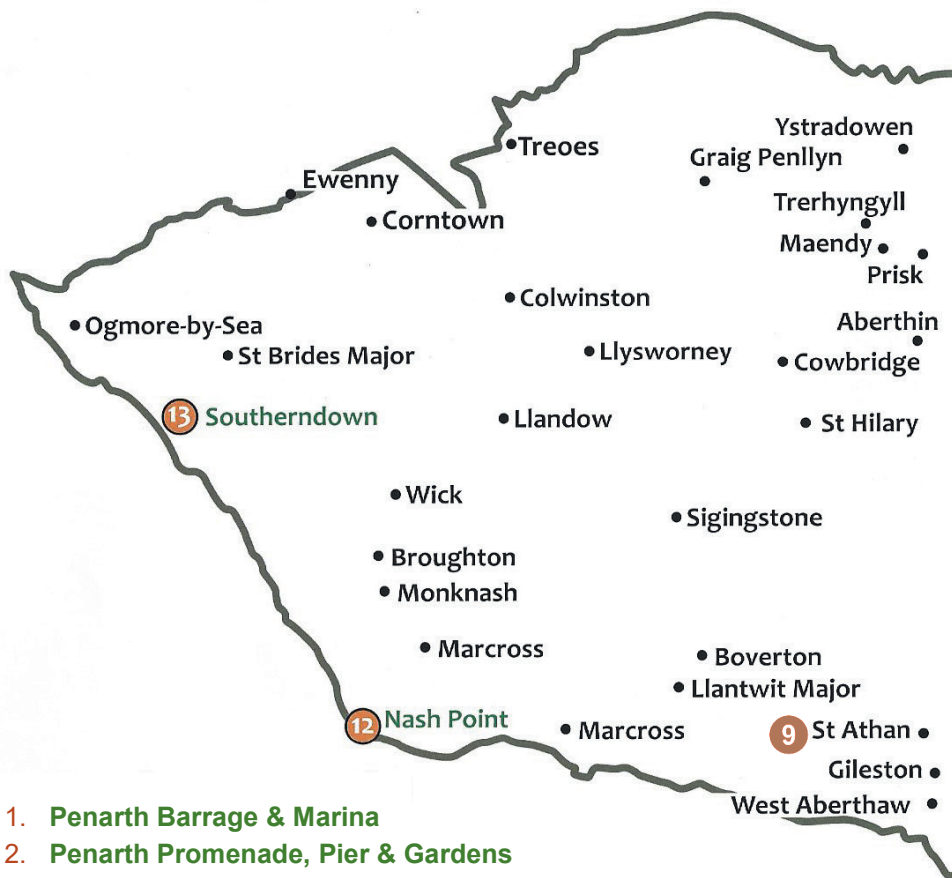 Ystradowen
Treoes
Graig Penllyn
Ewenny
Trerhyngyll
Corntown
Maendy
Prisk
Colwinston
Ogmore-by-Sea
Aberthin
St Brides Major
Llysworney
Cowbridge
13 Southerndown
Llandow
St Hilary
Wick
Sigingstone
Broughton
Monknash
Marcross
Boverton
Llantwit Major
12 Nash Point
Marcross
9 St Athan
Gileston
West Aberthaw
1. Penarth Barrage & Marina
2. Penarth Promenade, Pier & Gardens